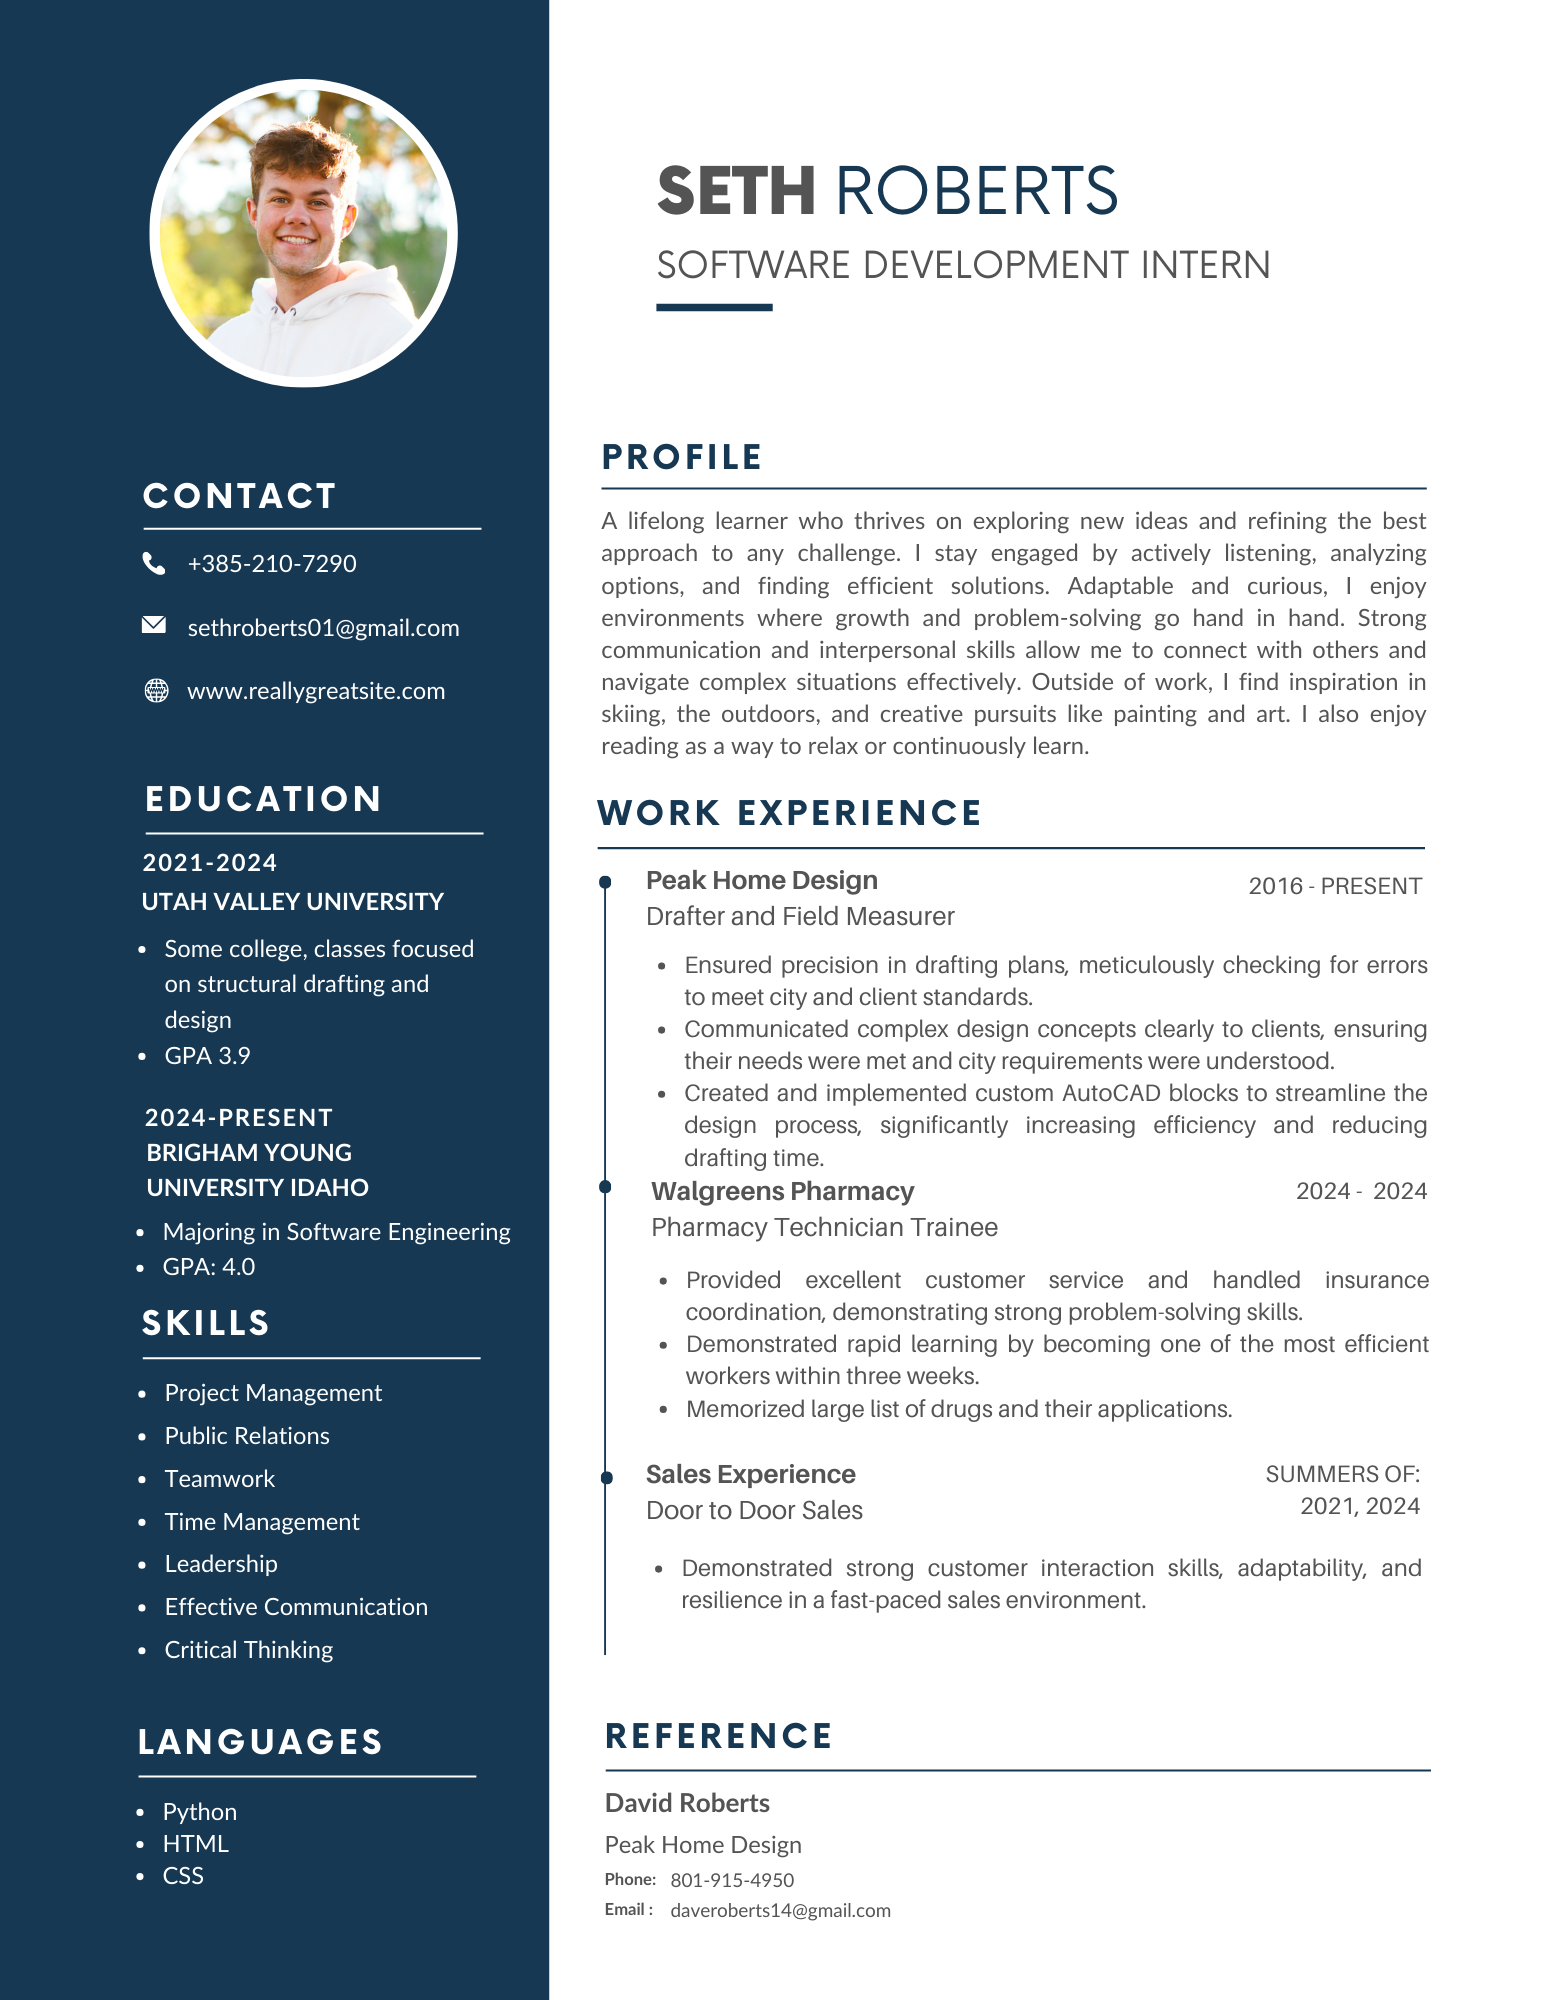 SETH ROBERTS
SOFTWARE DEVELOPMENT INTERN
CONTACT
+385-210-7290
sethroberts01@gmail.com
www.reallygreatsite.com
EDUCATION
2021-2024
UTAH VALLEY UNIVERSITY
• Some college, classes focused
on structural drafting and
design
• GPA 3.9
2024-PRESENT
BRIGHAM YOUNG
UNIVERSITY IDAHO
• Majoring in Software Engineering
• GPA: 4.0
SKILLS
• Project Management
• Public Relations
• Teamwork
• Time Management
• Leadership
• Effective Communication
• Critical Thinking
LANGUAGES
• Python
• HTML
• CSS
PROFILE
A lifelong learner who thrives on exploring new ideas and refining the best
approach to any challenge. I stay engaged by actively listening, analyzing
options, and finding efficient solutions. Adaptable and curious, I enjoy
environments where growth and problem-solving go hand in hand. Strong
communication and interpersonal skills allow me to connect with others and
navigate complex situations effectively. Outside of work, I find inspiration in
skiing, the outdoors, and creative pursuits like painting and art. I also enjoy
reading as a way to relax or continuously learn.
WORK EXPERIENCE
Peak Home Design 2016 - PRESENT
Drafter and Field Measurer
• Ensured precision in drafting plans, meticulously checking for errors
to meet city and client standards.
• Communicated complex design concepts clearly to clients, ensuring
their needs were met and city requirements were understood.
• Created and implemented custom AutoCAD blocks to streamline the
design process, significantly increasing efficiency and reducing
drafting time.
Walgreens Pharmacy 2024 - 2024
Pharmacy Technician Trainee
• Provided excellent customer service and handled insurance
coordination, demonstrating strong problem-solving skills.
• Demonstrated rapid learning by becoming one of the most efficient
workers within three weeks.
• Memorized large list of drugs and their applications.
Sales Experience SUMMERS OF:
Door to Door Sales 2021, 2024
• Demonstrated strong customer interaction skills, adaptability, and
resilience in a fast-paced sales environment.
REFERENCE
David Roberts
Peak Home Design
Phone: 801-915-4950
Email : daveroberts14@gmail.com